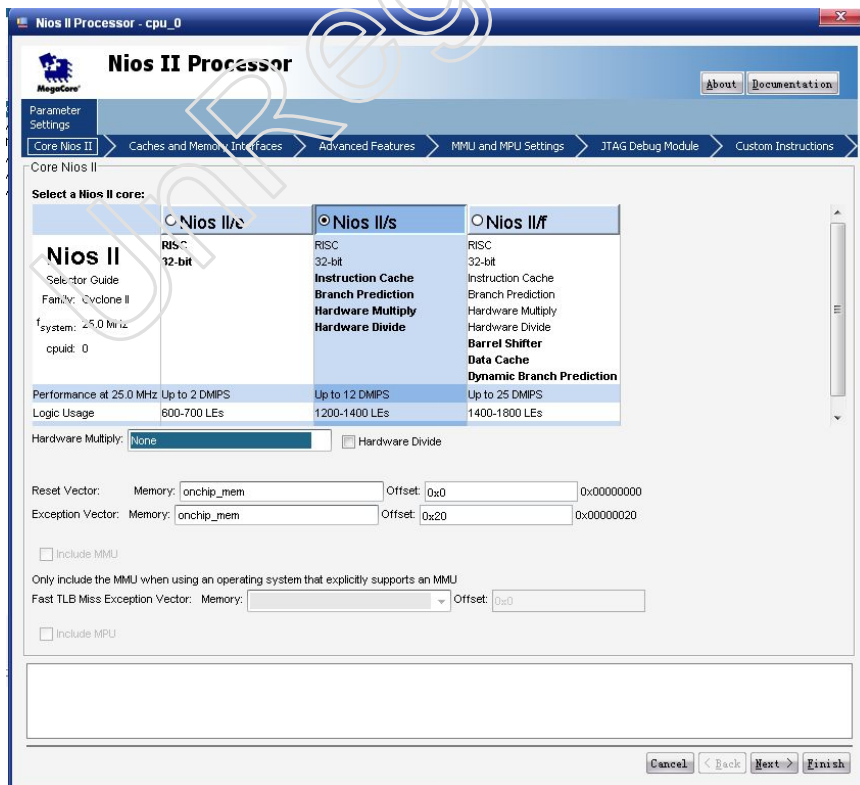 Nios II Processor - cpu_0
MegaCore
Nios II Processor
About Documentation
Parameter
Settings
Core Nios II Caches and Memory Interfaces Advanced Features MMU and MPU Settings JTAG Debug Module Custom Instructions
Core Nios II
Select a Nios II core:
Nios II/e Nios II/s Nios II/f
Nios II
Selector Guide
Family: Cyclone II
fsystem: 25.0 MHz
cpuid: 0
RISC
32-bit
RISC
32-bit
Instruction Cache
Branch Prediction
Hardware Multiply
Hardware Divide
RISC
32-bit
Instruction Cache
Branch Prediction
Hardware Multiply
Hardware Divide
Barrel Shifter
Data Cache
Dynamic Branch Prediction
Performance at 25.0 MHz Up to 2 DMIPS Up to 12 DMIPS Up to 25 DMIPS
Logic Usage 600-700 LEs 1200-1400 LEs 1400-1800 LEs
Hardware Multiply: None Hardware Divide
Reset Vector: Memory: onchip_mem Offset: 0x0 0x00000000
Exception Vector: Memory: onchip_mem Offset: 0x20 0x00000020
Include MMU
Only include the MMU when using an operating system that explicitly supports an MMU
Fast TLB Miss Exception Vector: Memory: Offset: 0x0
Include MPU
Cancel < Back Next > Finish